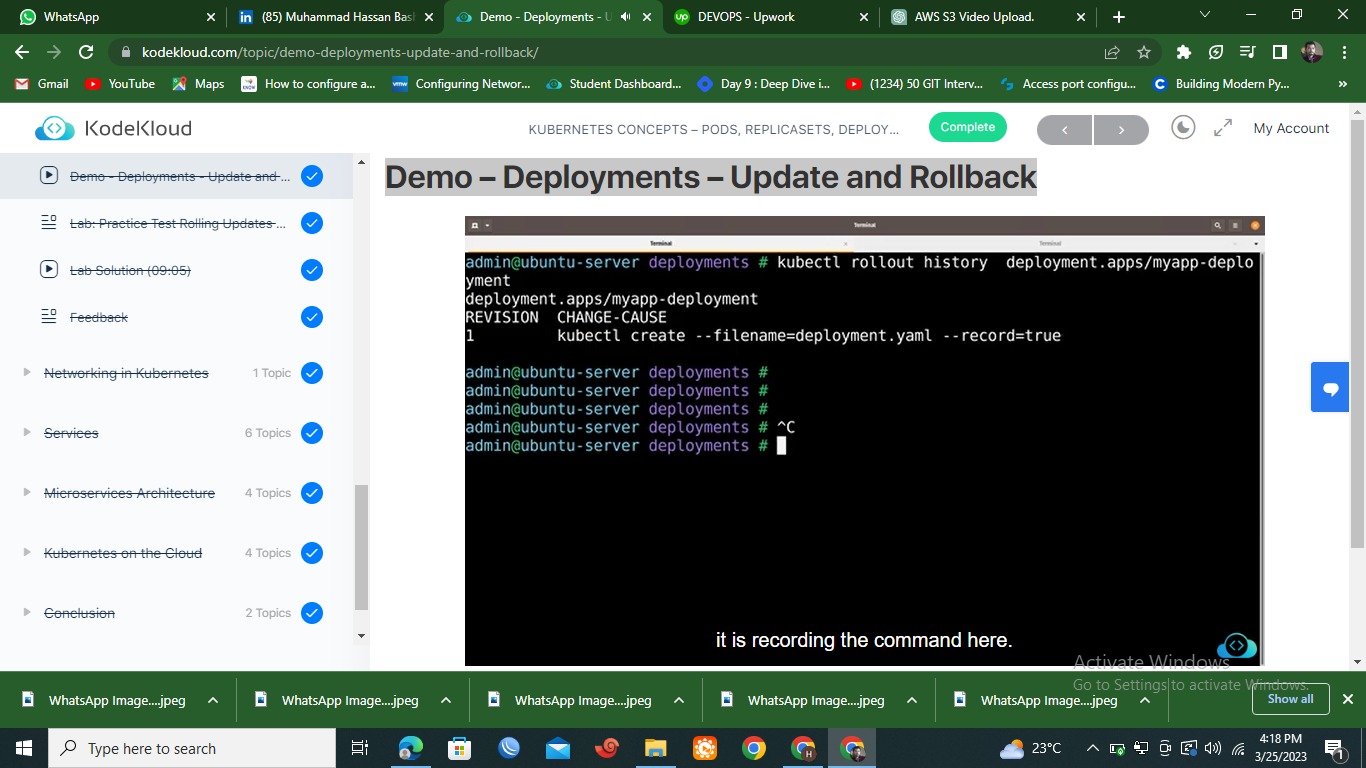 WhatsApp
(85) Muhammad Hassan Bas
Demo - Deployments - U
DEVOPS - Upwork
AWS S3 Video Upload.
kodekloud.com/topic/demo-deployments-update-and-rollback/
Gmail
YouTube
Maps
How to configure a...
Configuring Networ...
Student Dashboard...
Day 9 : Deep Dive i...
(1234) 50 GIT Interv...
Access port configu...
Building Modern Py...
KodeKloud
KUBERNETES CONCEPTS – PODS, REPLICASETS, DEPLOY...
Complete
My Account
Demo - Deployments - Update and ...
Lab: Practice Test Rolling Updates ...
Lab Solution (09:05)
Feedback
Networking in Kubernetes 1 Topic
Services 6 Topics
Microservices Architecture 4 Topics
Kubernetes on the Cloud 4 Topics
Conclusion 2 Topics
Demo – Deployments – Update and Rollback
Terminal
Terminal Terminal
admin@ubuntu-server deployments # kubectl rollout history  deployment.apps/myapp-deplo
yment
deployment.apps/myapp-deployment
REVISION  CHANGE-CAUSE
1         kubectl create --filename=deployment.yaml --record=true
admin@ubuntu-server deployments #
admin@ubuntu-server deployments #
admin@ubuntu-server deployments #
admin@ubuntu-server deployments # ^C
admin@ubuntu-server deployments #
it is recording the command here.
Activate Windows
Go to Settings to activate Windows.
WhatsApp Image....jpeg
WhatsApp Image....jpeg
WhatsApp Image....jpeg
WhatsApp Image....jpeg
WhatsApp Image....jpeg
Show all
Type here to search
23°C
4:18 PM
3/25/2023
1